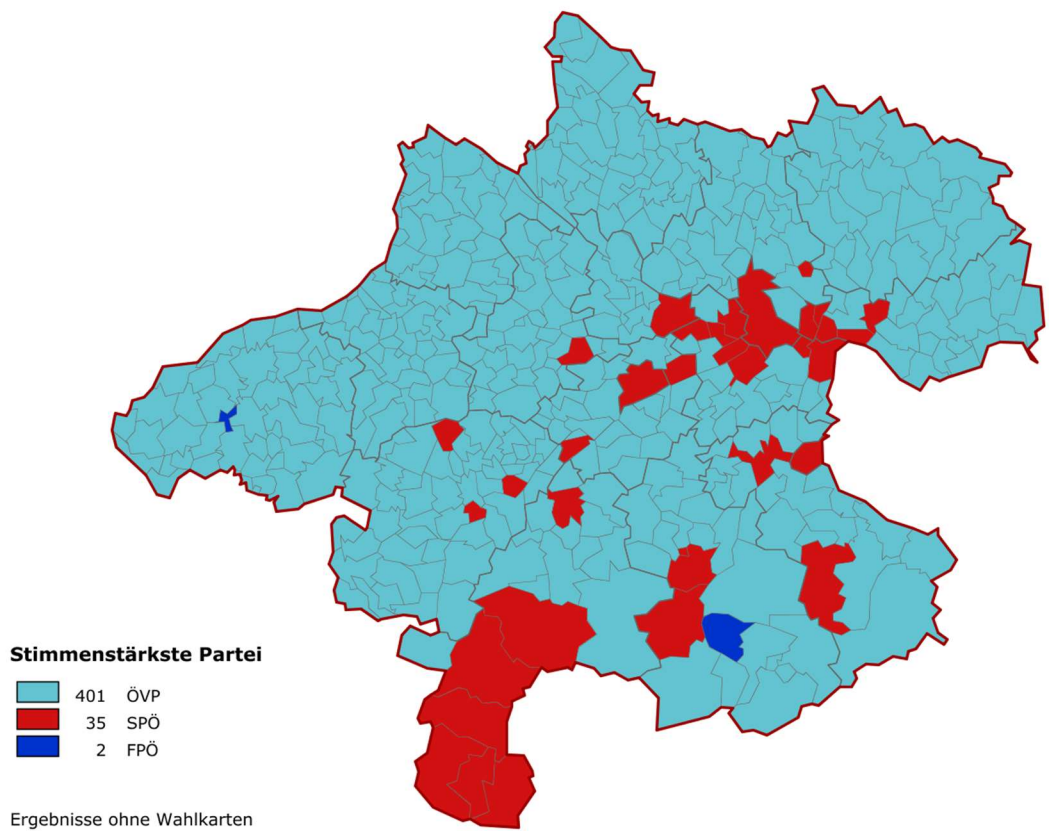 Stimmenstärkste Partei
401 ÖVP
35 SPÖ
2 FPÖ
Ergebnisse ohne Wahlkarten